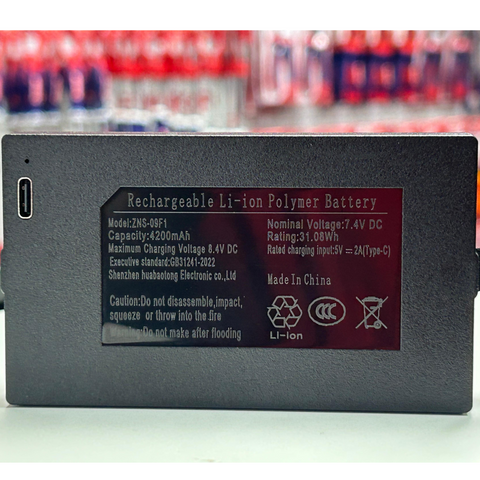 Rechargeable Li-ion Polymer Battery
Model:ZNS-09F1
Capacity:4200mAh
Maximum Charging Voltage 8.4V DC
Executive standard:GB31241-2022
Shenzhen huabaotong Electronic co.,Ltd
Nominal Voltage:7.4V DC
Rating:31.08Wh
Rated charging input:5V⎓2A(Type-C)
Made In China
Caution:Do not disassemble,impact,
squeeze or throw into the fire
Warning:Do not make after flooding
Li-ion
CCC